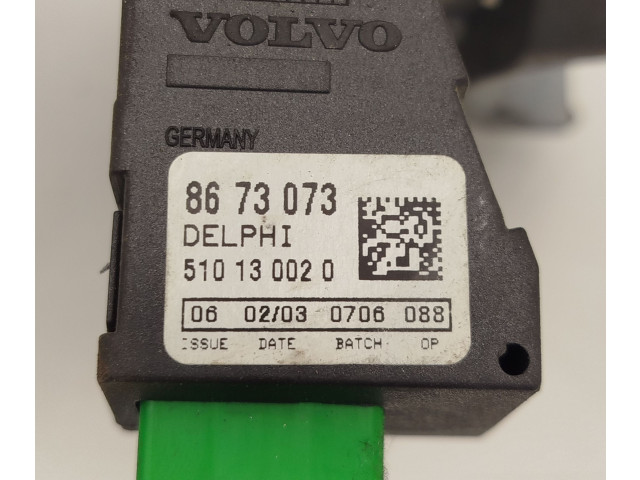 VOLVO
GERMANY
86 73 073
DELPHI
510 13 002 0
06 02/03 0706 088
ISSUE DATE BATCH OP